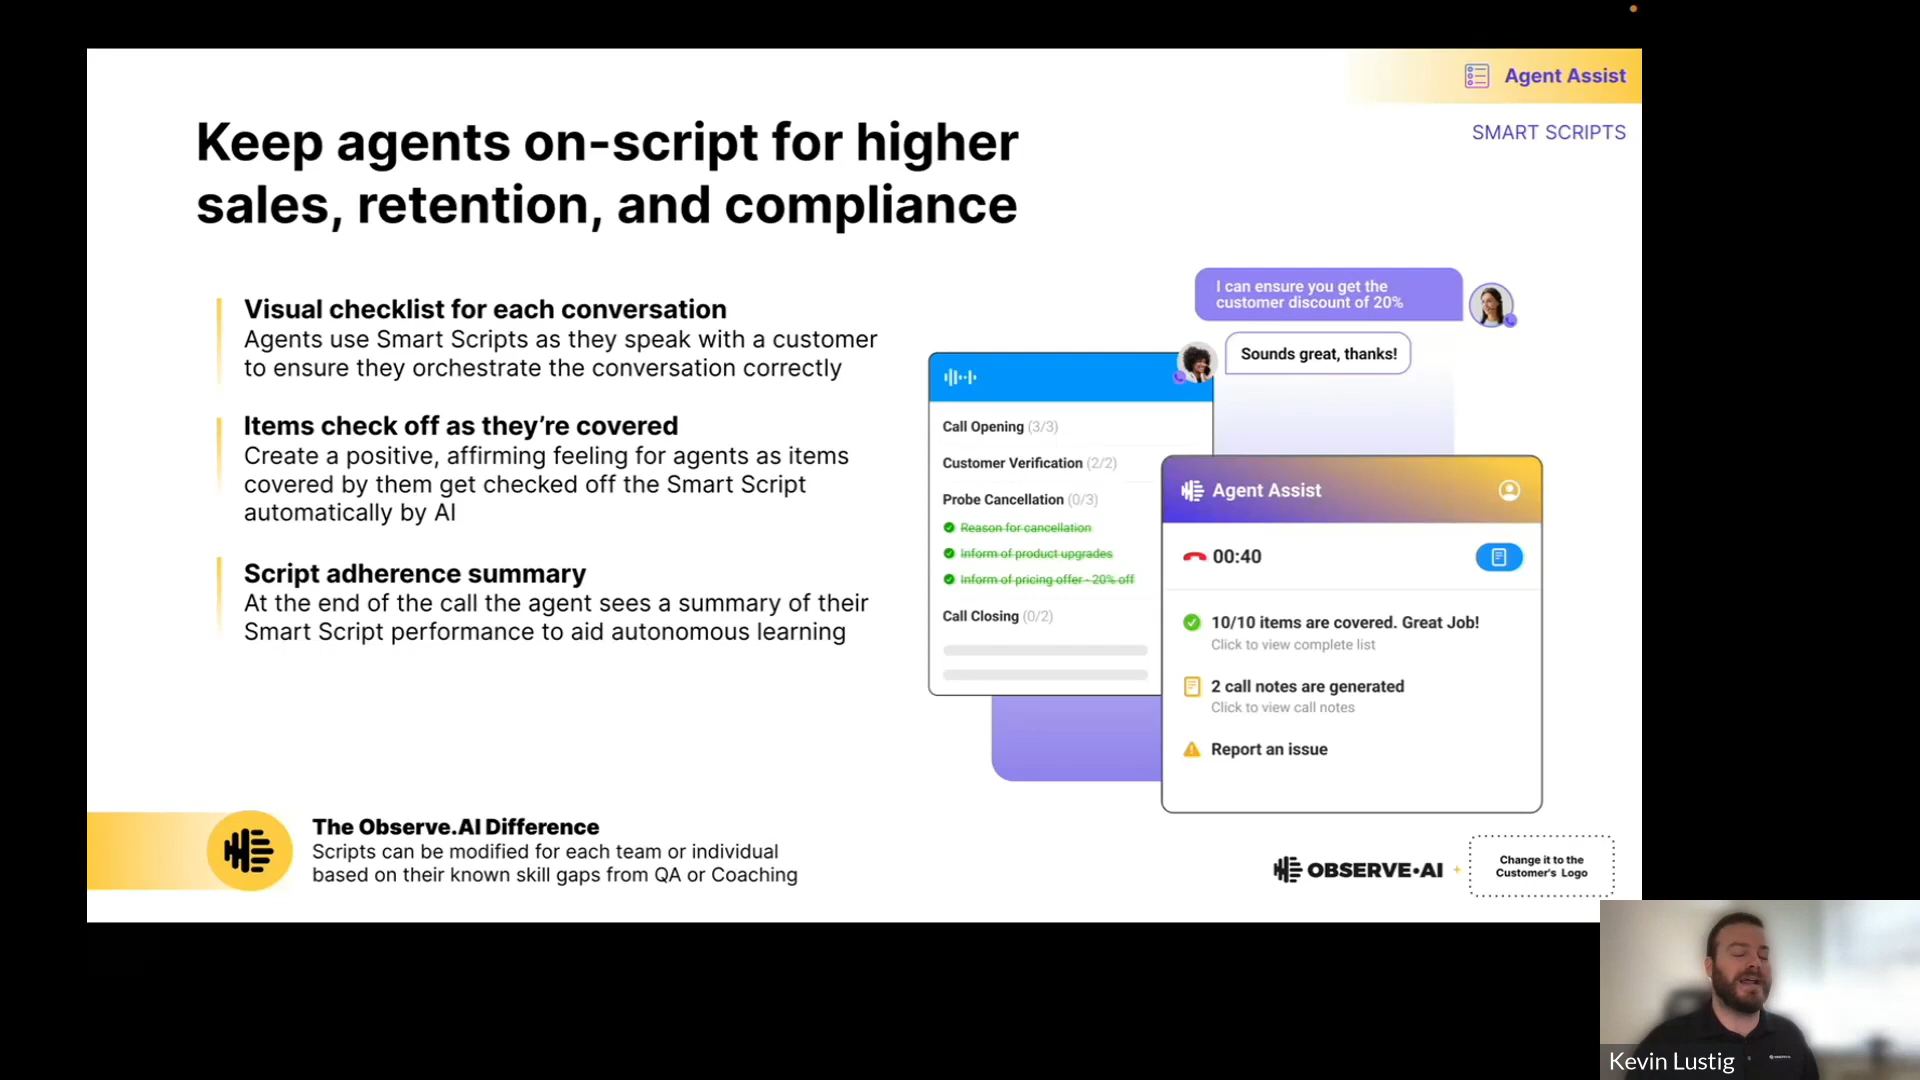 Agent Assist
SMART SCRIPTS
Keep agents on-script for higher
sales, retention, and compliance
Visual checklist for each conversation
Agents use Smart Scripts as they speak with a customer
to ensure they orchestrate the conversation correctly
Items check off as they’re covered
Create a positive, affirming feeling for agents as items
covered by them get checked off the Smart Script
automatically by AI
Script adherence summary
At the end of the call the agent sees a summary of their
Smart Script performance to aid autonomous learning
I can ensure you get the
customer discount of 20%
Sounds great, thanks!
Call Opening (3/3)
Customer Verification (2/2)
Probe Cancellation (0/3)
Reason for cancellation
Inform of product upgrades
Inform of pricing offer - 20% off
Call Closing (0/2)
Agent Assist
00:40
10/10 items are covered. Great Job!
Click to view complete list
2 call notes are generated
Click to view call notes
Report an issue
The Observe.AI Difference
Scripts can be modified for each team or individual
based on their known skill gaps from QA or Coaching
OBSERVE•AI +
Change it to the
Customer's Logo
Kevin Lustig